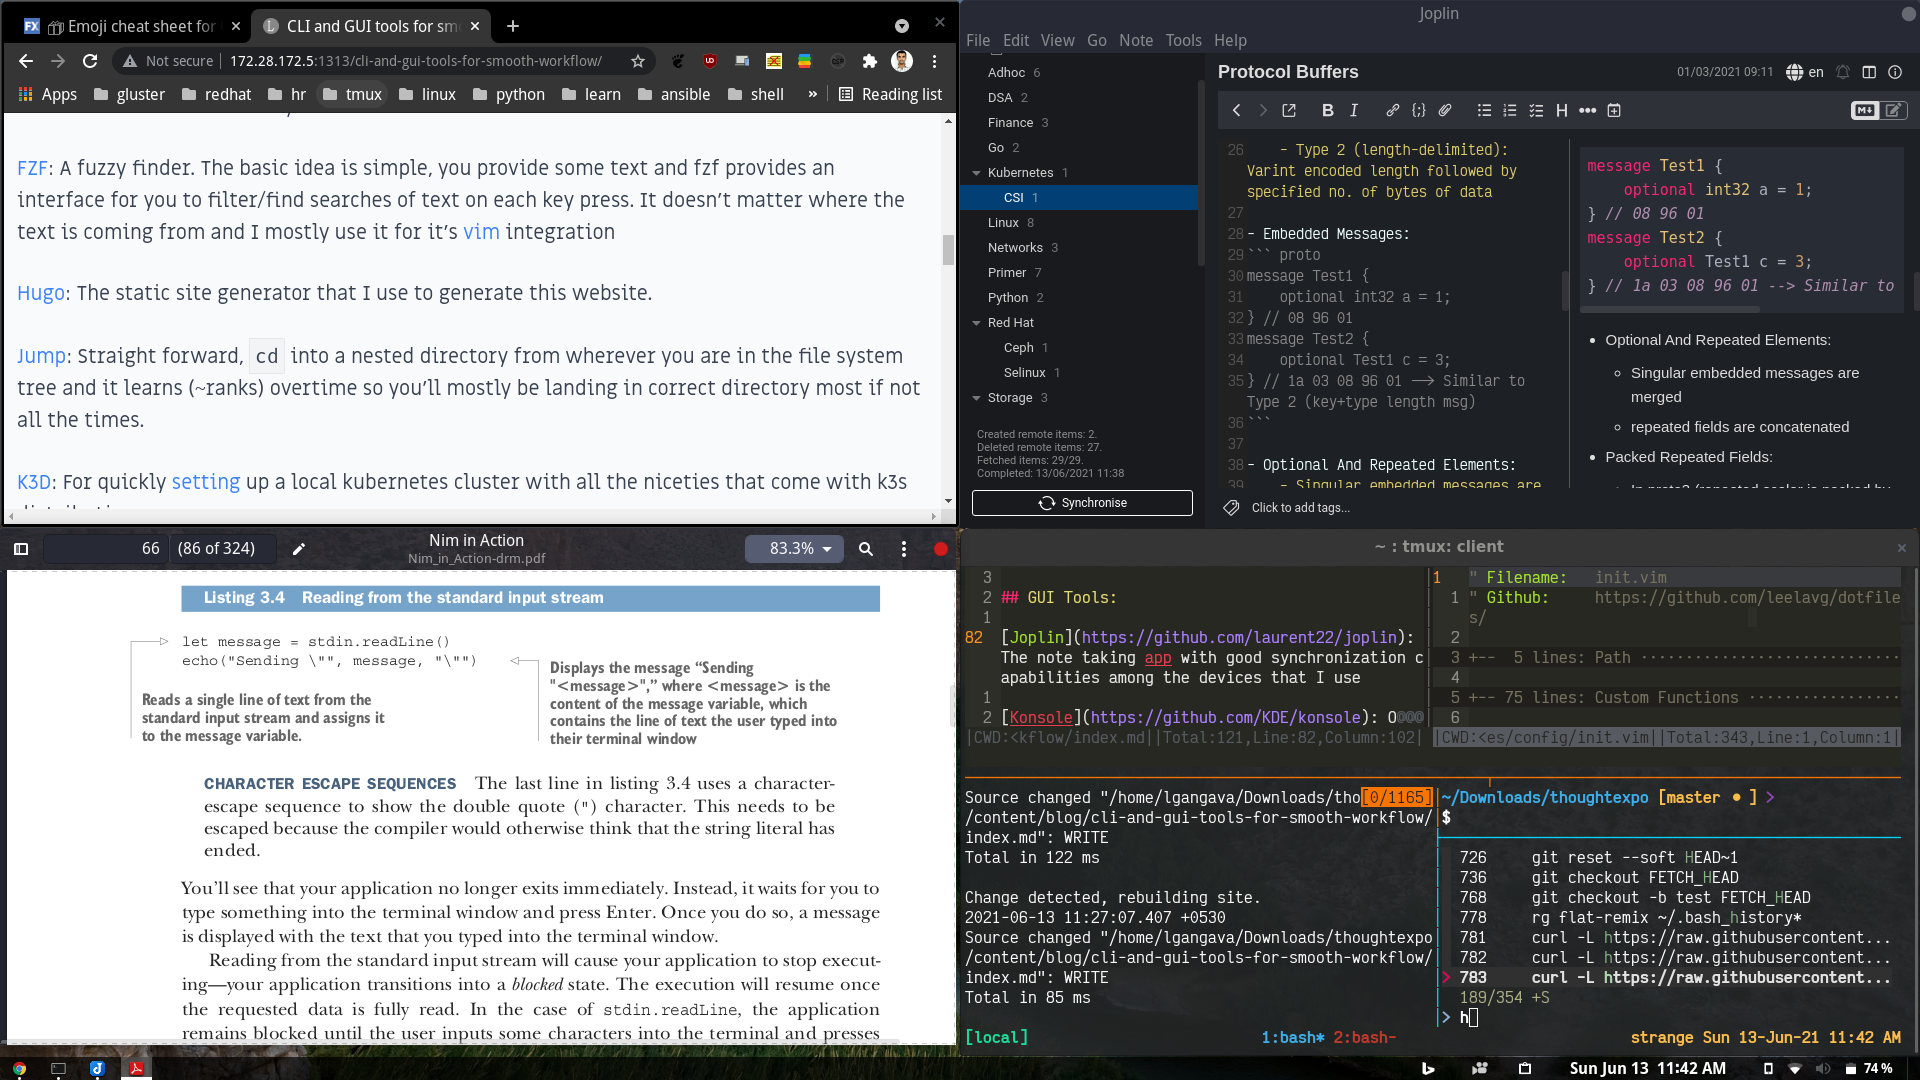 Emoji cheat sheet for
CLI and GUI tools for smo
Not secure
172.28.172.5:1313/cli-and-gui-tools-for-smooth-workflow/
Apps gluster redhat hr tmux linux python learn ansible shell » Reading list
FZF: A fuzzy finder. The basic idea is simple, you provide some text and fzf provides an
interface for you to filter/find searches of text on each key press. It doesn't matter where the
text is coming from and I mostly use it for it's vim integration
Hugo: The static site generator that I use to generate this website.
Jump: Straight forward, cd into a nested directory from wherever you are in the file system
tree and it learns (~ranks) overtime so you'll mostly be landing in correct directory most if not
all the times.
K3D: For quickly setting up a local kubernetes cluster with all the niceties that come with k3s
Joplin
File Edit View Go Note Tools Help
Adhoc 6
DSA 2
Finance 3
Go 2
Kubernetes 1
CSI 1
Linux 8
Networks 3
Primer 7
Python 2
Red Hat
Ceph 1
Selinux 1
Storage 3
Created remote items: 2.
Deleted remote items: 27.
Fetched items: 29/29.
Completed: 13/06/2021 11:38
Synchronise
Protocol Buffers
01/03/2021 09:11
en
26 - Type 2 (length-delimited):
Varint encoded length followed by
specified no. of bytes of data
27
28 - Embedded Messages:
29 ``` proto
30 message Test1 {
31 optional int32 a = 1;
32 } // 08 96 01
33 message Test2 {
34 optional Test1 c = 3;
35 } // 1a 03 08 96 01 --> Similar to
Type 2 (key+type length msg)
36 ```
37
38 - Optional And Repeated Elements:
39 - Singular embedded messages are
message Test1 {
optional int32 a = 1;
} // 08 96 01
message Test2 {
optional Test1 c = 3;
} // 1a 03 08 96 01 --> Similar to
• Optional And Repeated Elements:
Singular embedded messages are
merged
repeated fields are concatenated
• Packed Repeated Fields:
Click to add tags...
66 (86 of 324)
Nim in Action
Nim_in_Action-drm.pdf
83.3%
Listing 3.4 Reading from the standard input stream
let message = stdin.readLine()
echo("Sending \"", message, "\"")
Reads a single line of text from the
standard input stream and assigns it
to the message variable.
Displays the message “Sending
"<message>",” where <message> is the
content of the message variable, which
contains the line of text the user typed into
their terminal window
CHARACTER ESCAPE SEQUENCES The last line in listing 3.4 uses a character-
escape sequence to show the double quote (") character. This needs to be
escaped because the compiler would otherwise think that the string literal has
ended.
You'll see that your application no longer exits immediately. Instead, it waits for you to
type something into the terminal window and press Enter. Once you do so, a message
is displayed with the text that you typed into the terminal window.
Reading from the standard input stream will cause your application to stop execut-
ing—your application transitions into a blocked state. The execution will resume once
the requested data is fully read. In the case of stdin.readLine, the application
remains blocked until the user inputs some characters into the terminal and presses
~ : tmux: client
3
2 ## GUI Tools:
1
82 [Joplin](https://github.com/laurent22/joplin):
The note taking app with good synchronization c
apabilities among the devices that I use
1
2 [Konsole](https://github.com/KDE/konsole): O@@@
|CWD:<kflow/index.md||Total:121,Line:82,Column:102|
1 " Filename: init.vim
1 " Github: https://github.com/leelavg/dotfile
s/
2
3 +-- 5 lines: Path
4
5 +-- 75 lines: Custom Functions
6
|CWD:<es/config/init.vim||Total:343,Line:1,Column:1|
Source changed "/home/lgangava/Downloads/tho[0/1165]
/content/blog/cli-and-gui-tools-for-smooth-workflow/
index.md": WRITE
Total in 122 ms
Change detected, rebuilding site.
2021-06-13 11:27:07.407 +0530
Source changed "/home/lgangava/Downloads/thoughtexpo
/content/blog/cli-and-gui-tools-for-smooth-workflow/
index.md": WRITE
Total in 85 ms
~/Downloads/thoughtexpo [master • ] >
$
726 git reset --soft HEAD~1
736 git checkout FETCH_HEAD
768 git checkout -b test FETCH_HEAD
778 rg flat-remix ~/.bash_history*
781 curl -L https://raw.githubusercontent...
782 curl -L https://raw.githubusercontent...
> 783 curl -L https://raw.githubusercontent...
189/354 +S
> h
[local] 1:bash* 2:bash- strange Sun 13-Jun-21 11:42 AM
Sun Jun 13 11:42 AM 74 %